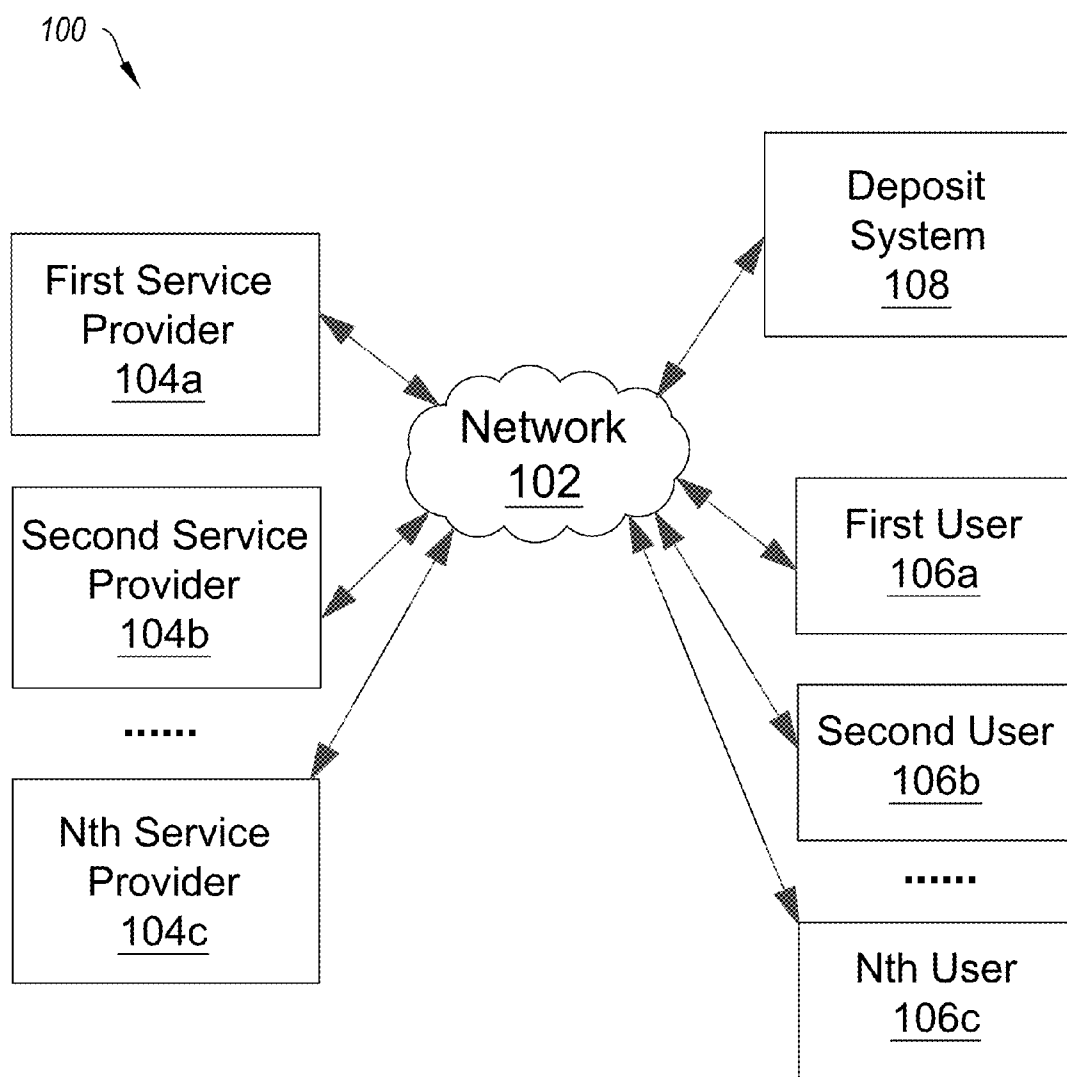 100
Deposit
System
108
First Service
Provider
104a
Network
102
Second Service
Provider
104b
First User
106a
......
Second User
106b
Nth Service
Provider
104c
......
Nth User
106c